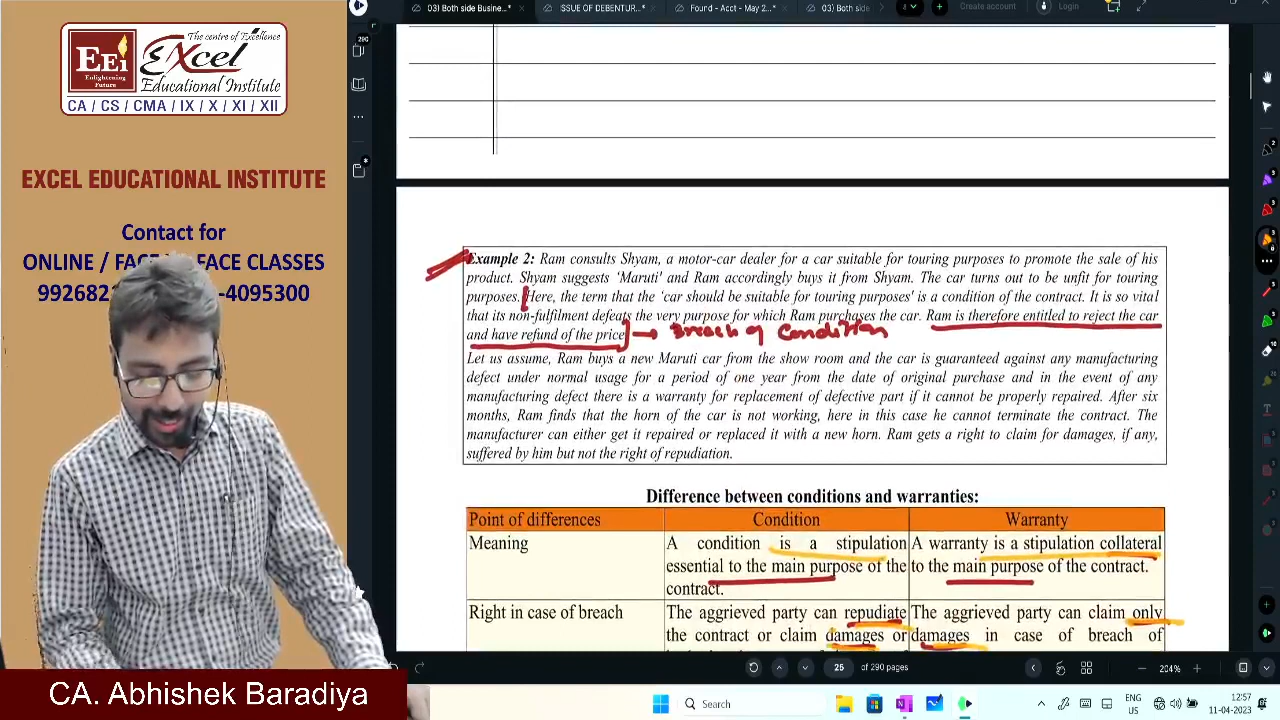 The centre of Excellence
EEi
Enlightening
Future
Excel
Educational Institute
CA / CS / CMA / IX / X / XI / XII
EXCEL EDUCATIONAL INSTITUTE
Contact for
ONLINE / FACE FACE CLASSES
992682 -4095300
CA. Abhishek Baradiya
03) Both side Busine...*
ISSUE OF DEBENTUR...*
Found - Acct - May 2...*
03) Both side
Create account
Login
290
Example 2: Ram consults Shyam, a motor-car dealer for a car suitable for touring purposes to promote the sale of his
product. Shyam suggests 'Maruti' and Ram accordingly buys it from Shyam. The car turns out to be unfit for touring
purposes. Here, the term that the 'car should be suitable for touring purposes' is a condition of the contract. It is so vital
that its non-fulfilment defeats the very purpose for which Ram purchases the car. Ram is therefore entitled to reject the car
and have refund of the price → Breach of Condition
Let us assume, Ram buys a new Maruti car from the show room and the car is guaranteed against any manufacturing
defect under normal usage for a period of one year from the date of original purchase and in the event of any
manufacturing defect there is a warranty for replacement of defective part if it cannot be properly repaired. After six
months, Ram finds that the horn of the car is not working, here in this case he cannot terminate the contract. The
manufacturer can either get it repaired or replaced it with a new horn. Ram gets a right to claim for damages, if any,
suffered by him but not the right of repudiation.
Difference between conditions and warranties:
Point of differences Condition Warranty
Meaning
A condition is a stipulation
essential to the main purpose of the
contract.
A warranty is a stipulation collateral
to the main purpose of the contract.
Right in case of breach
The aggrieved party can repudiate
the contract or claim damages or
The aggrieved party can claim only
damages in case of breach of
25 of 290 pages
204%
Search
ENG
US
12:57
11-04-2023